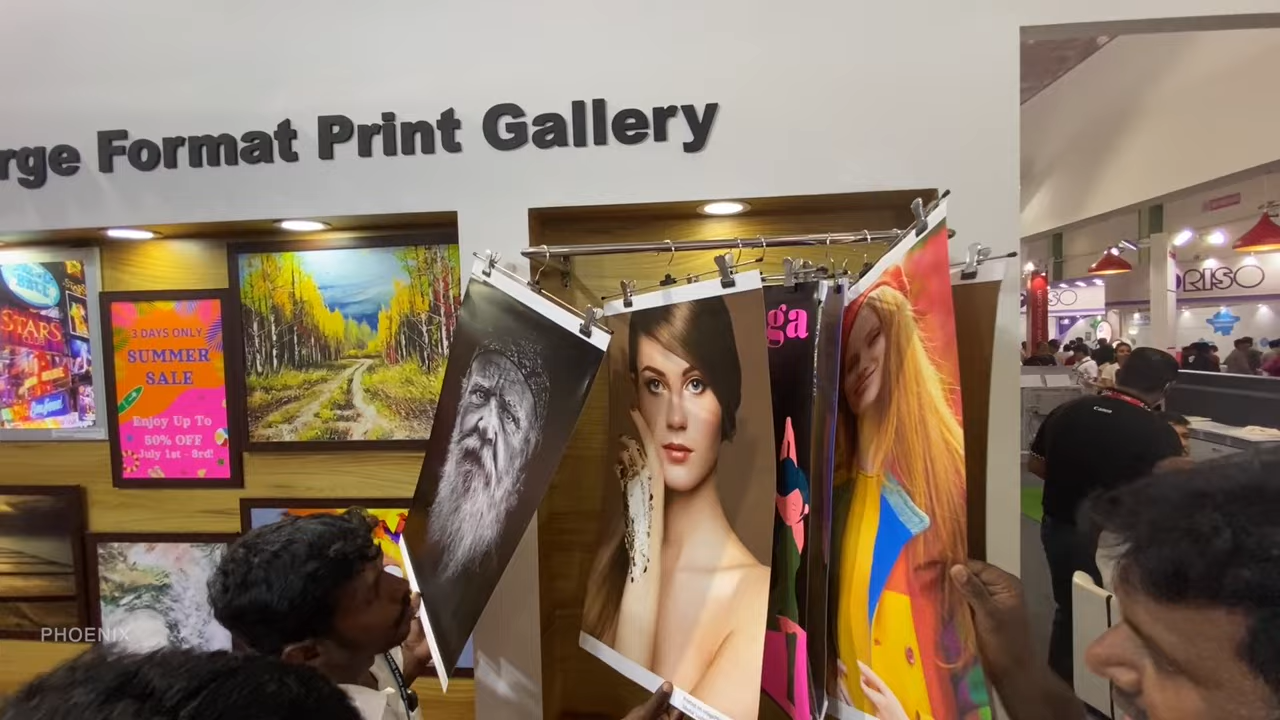 rge Format Print Gallery
STARS
3 DAYS ONLY
SUMMER
SALE
Enjoy Up To
50% OFF
July 1st - 3rd!
ga
RISO
Canon
PHOENIX